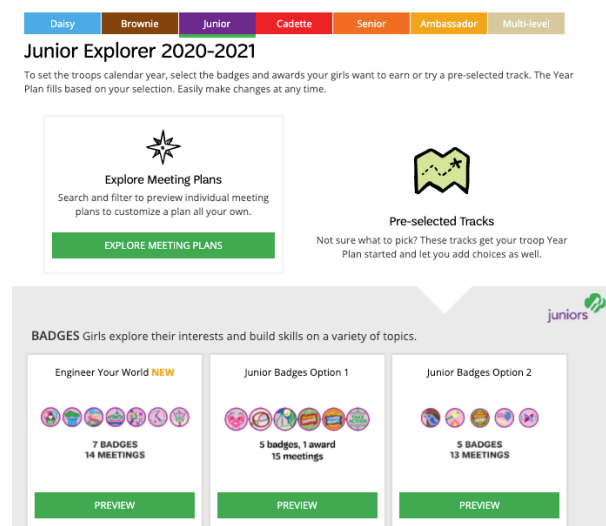 Daisy Brownie Junior Cadette Senior Ambassador Multi-level
Junior Explorer 2020-2021
To set the troops calendar year, select the badges and awards your girls want to earn or try a pre-selected track. The Year
Plan fills based on your selection. Easily make changes at any time.
Explore Meeting Plans
Search and filter to preview individual meeting
plans to customize a plan all your own.
EXPLORE MEETING PLANS
Pre-selected Tracks
Not sure what to pick? These tracks get your troop Year
Plan started and let you add choices as well.
juniors
BADGES Girls explore their interests and build skills on a variety of topics.
Engineer Your World NEW
7 BADGES
14 MEETINGS
PREVIEW
Junior Badges Option 1
5 badges, 1 award
15 meetings
PREVIEW
Junior Badges Option 2
5 BADGES
13 MEETINGS
PREVIEW